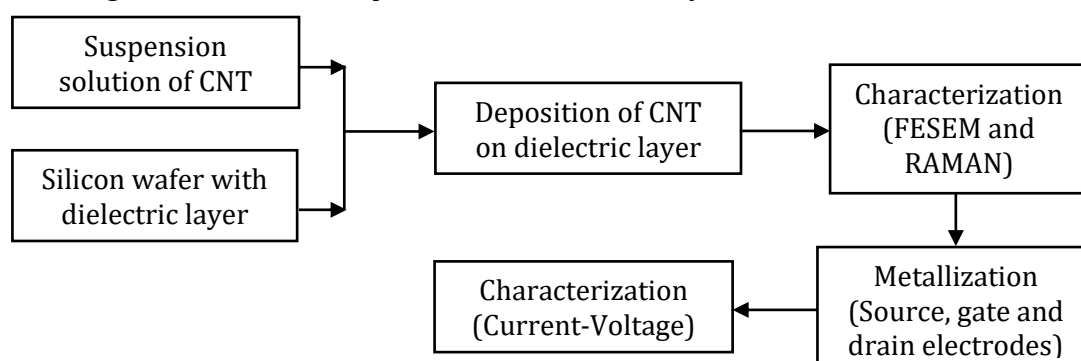 Suspension
solution of CNT
Silicon wafer with
dielectric layer
Deposition of CNT
on dielectric layer
Characterization
(FESEM and
RAMAN)
Metallization
(Source, gate and
drain electrodes)
Characterization
(Current-Voltage)